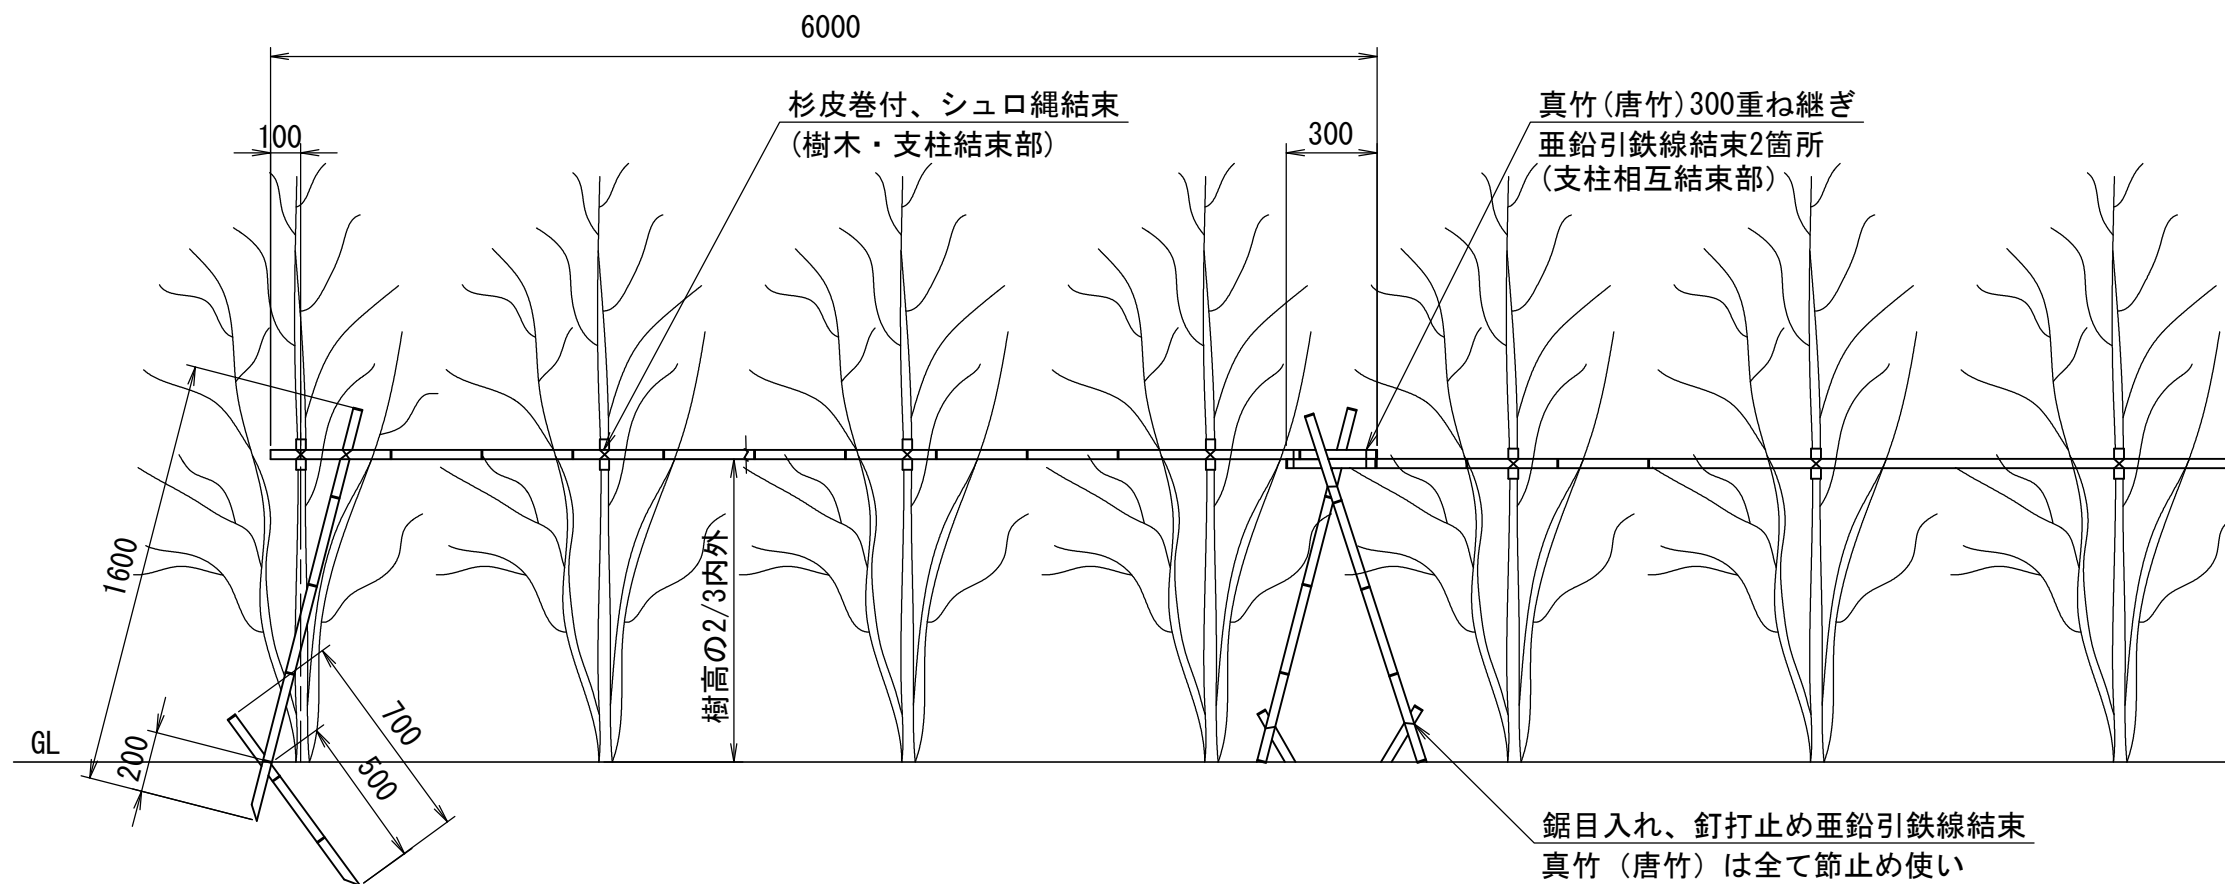 6000
杉皮巻付、シュロ縄結束
(樹木・支柱結束部)
真竹(唐竹)300重ね継ぎ
亜鉛引鉄線結束2箇所
(支柱相互結束部)
100
300
1600
樹高の2/3内外
700
500
200
GL
鋸目入れ、釘打止め亜鉛引鉄線結束
真竹（唐竹）は全て節止め使い